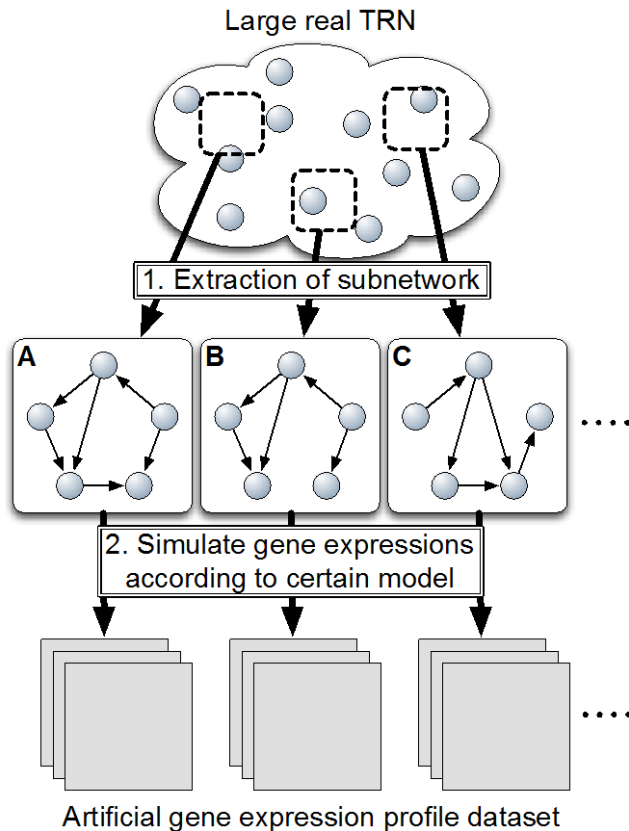 Large real TRN
1. Extraction of subnetwork
A
B
C
2. Simulate gene expressions
according to certain model
Artificial gene expression profile dataset